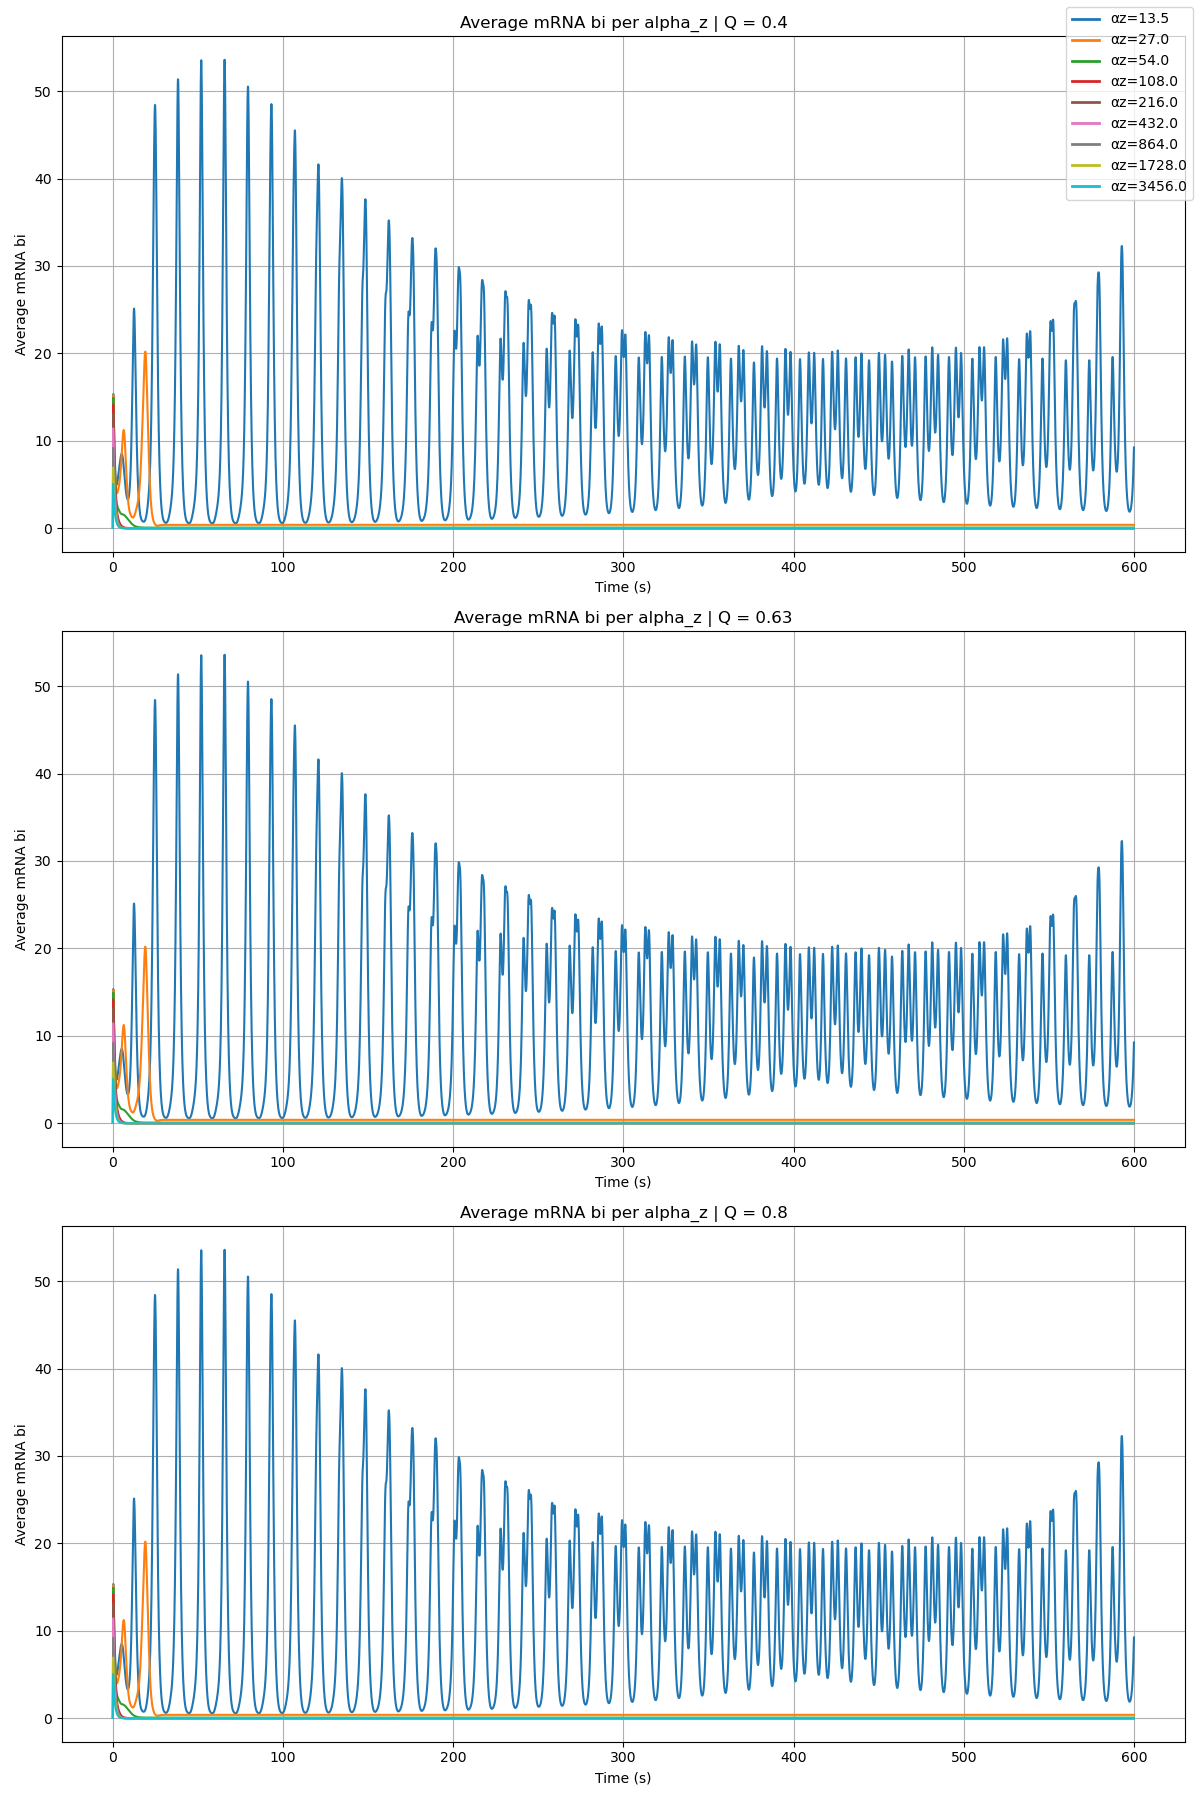 Average mRNA bi per alpha_z | Q = 0.4
αz=13.5
αz=27.0
αz=54.0
αz=108.0
αz=216.0
αz=432.0
αz=864.0
αz=1728.0
αz=3456.0
Average mRNA bi
50
40
30
20
10
0
0 100 200 300 400 500 600
Time (s)
Average mRNA bi per alpha_z | Q = 0.63
Average mRNA bi
50
40
30
20
10
0
0 100 200 300 400 500 600
Time (s)
Average mRNA bi per alpha_z | Q = 0.8
Average mRNA bi
50
40
30
20
10
0
0 100 200 300 400 500 600
Time (s)